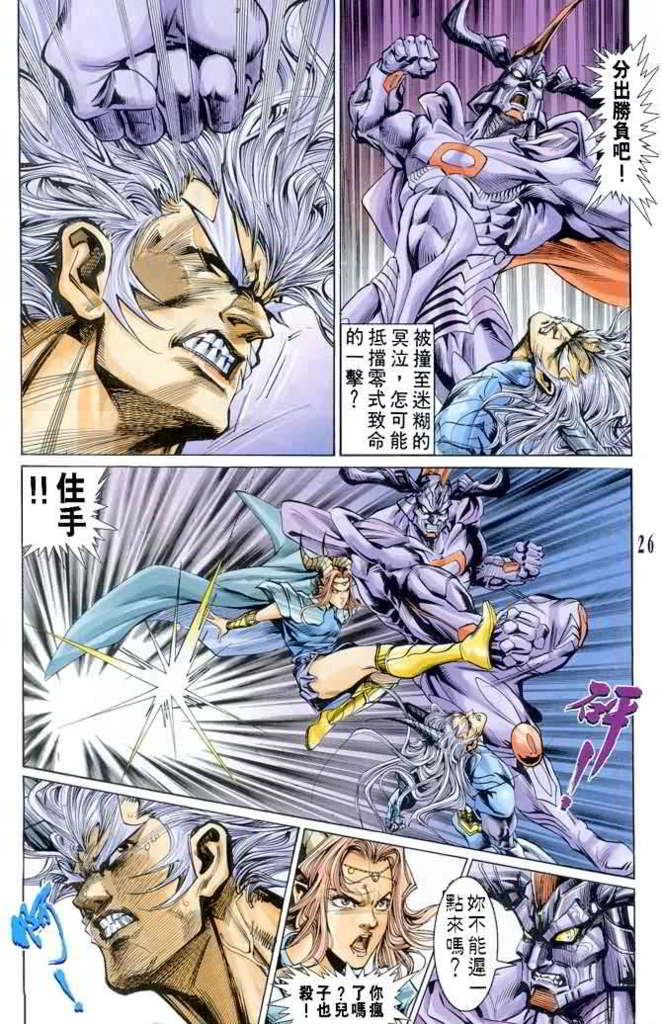 分出勝負吧！
被撞至迷糊的
冥泣，怎可能
抵擋零式致命
的一擊？
住手
！！
26
砰！
妳不能遲一
點來嗎？
你瘋
了嗎
？兒
子也
殺！